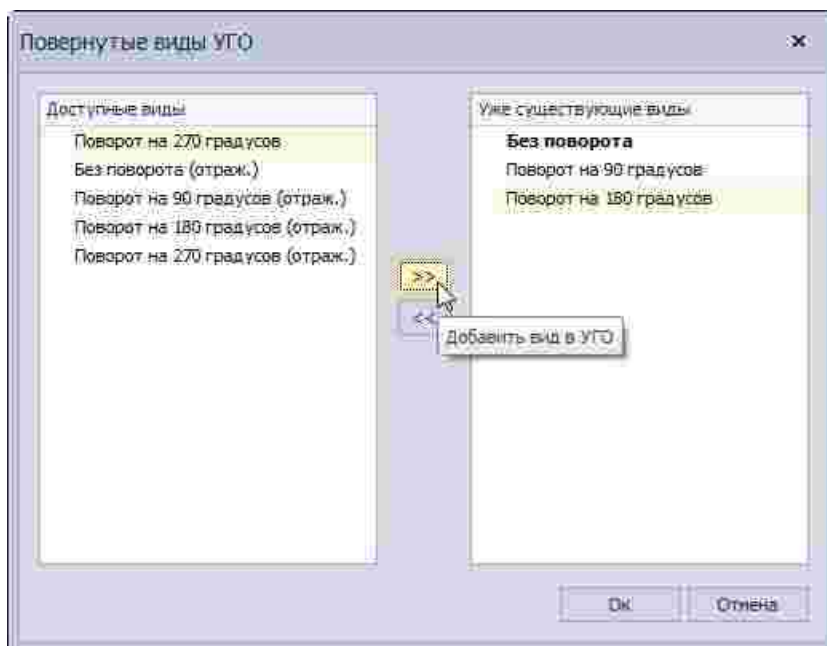 Повернутые виды УГО
Доступные виды
Поворот на 270 градусов
Без поворота (отраж.)
Поворот на 90 градусов (отраж.)
Поворот на 180 градусов (отраж.)
Поворот на 270 градусов (отраж.)
>>
<<
Добавить вид в УГО
Уже существующие виды
Без поворота
Поворот на 90 градусов
Поворот на 180 градусов
Ок
Отмена